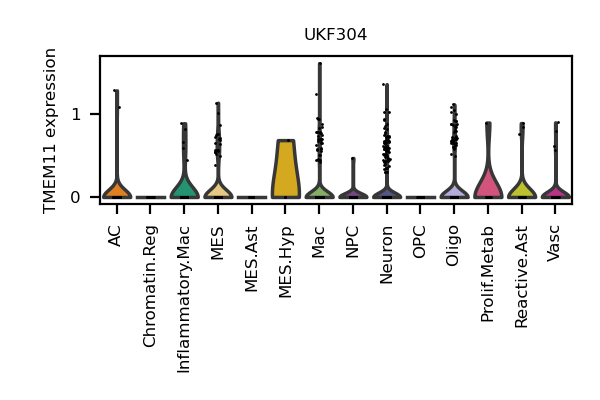 UKF304
TMEM11 expression
1
0
AC
Chromatin.Reg
Inflammatory.Mac
MES
MES.Ast
MES.Hyp
Mac
NPC
Neuron
OPC
Oligo
Prolif.Metab
Reactive.Ast
Vasc